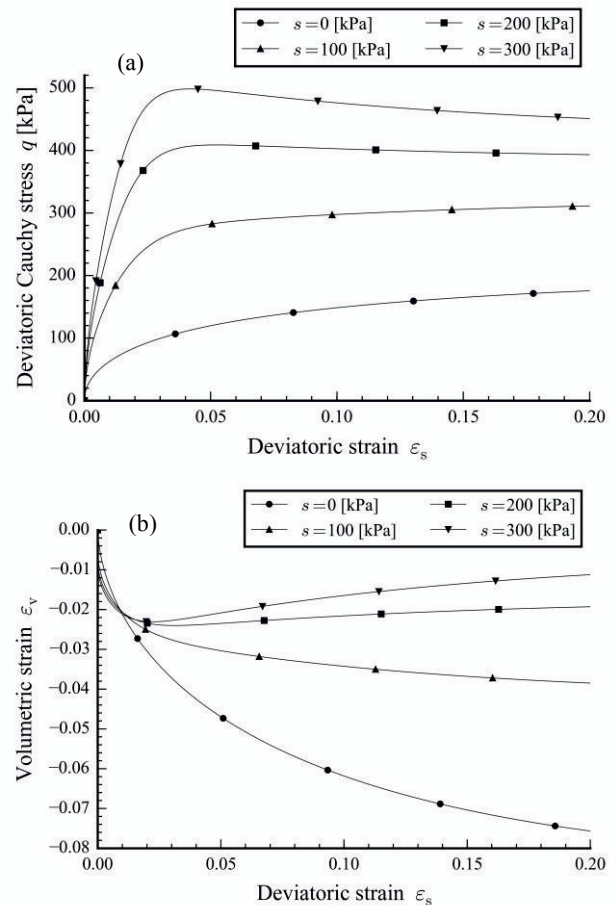 s=0 [kPa] s=200 [kPa]
s=100 [kPa] s=300 [kPa]
(a)
Deviatoric Cauchy stress q [kPa]
500
400
300
200
100
0
0.00 0.05 0.10 0.15 0.20
Deviatoric strain εs
s=0 [kPa] s=200 [kPa]
s=100 [kPa] s=300 [kPa]
(b)
Volumetric strain εv
0.00
−0.01
−0.02
−0.03
−0.04
−0.05
−0.06
−0.07
−0.08
0.00 0.05 0.10 0.15 0.20
Deviatoric strain εs